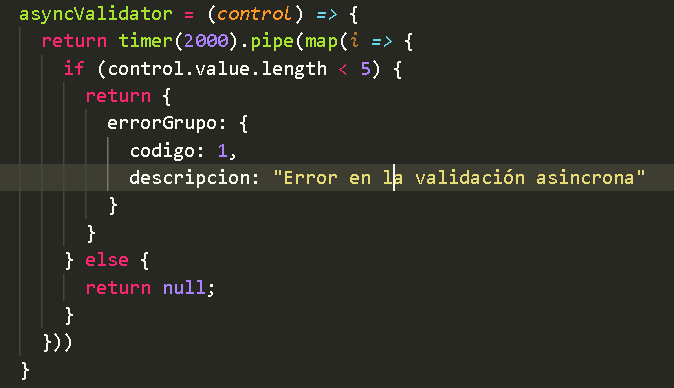 asyncValidator = (control) => {
return timer(2000).pipe(map(i => {
if (control.value.length < 5) {
return {
errorGrupo: {
codigo: 1,
descripcion: "Error en la validación asincrona"
}
}
} else {
return null;
}
}))
}